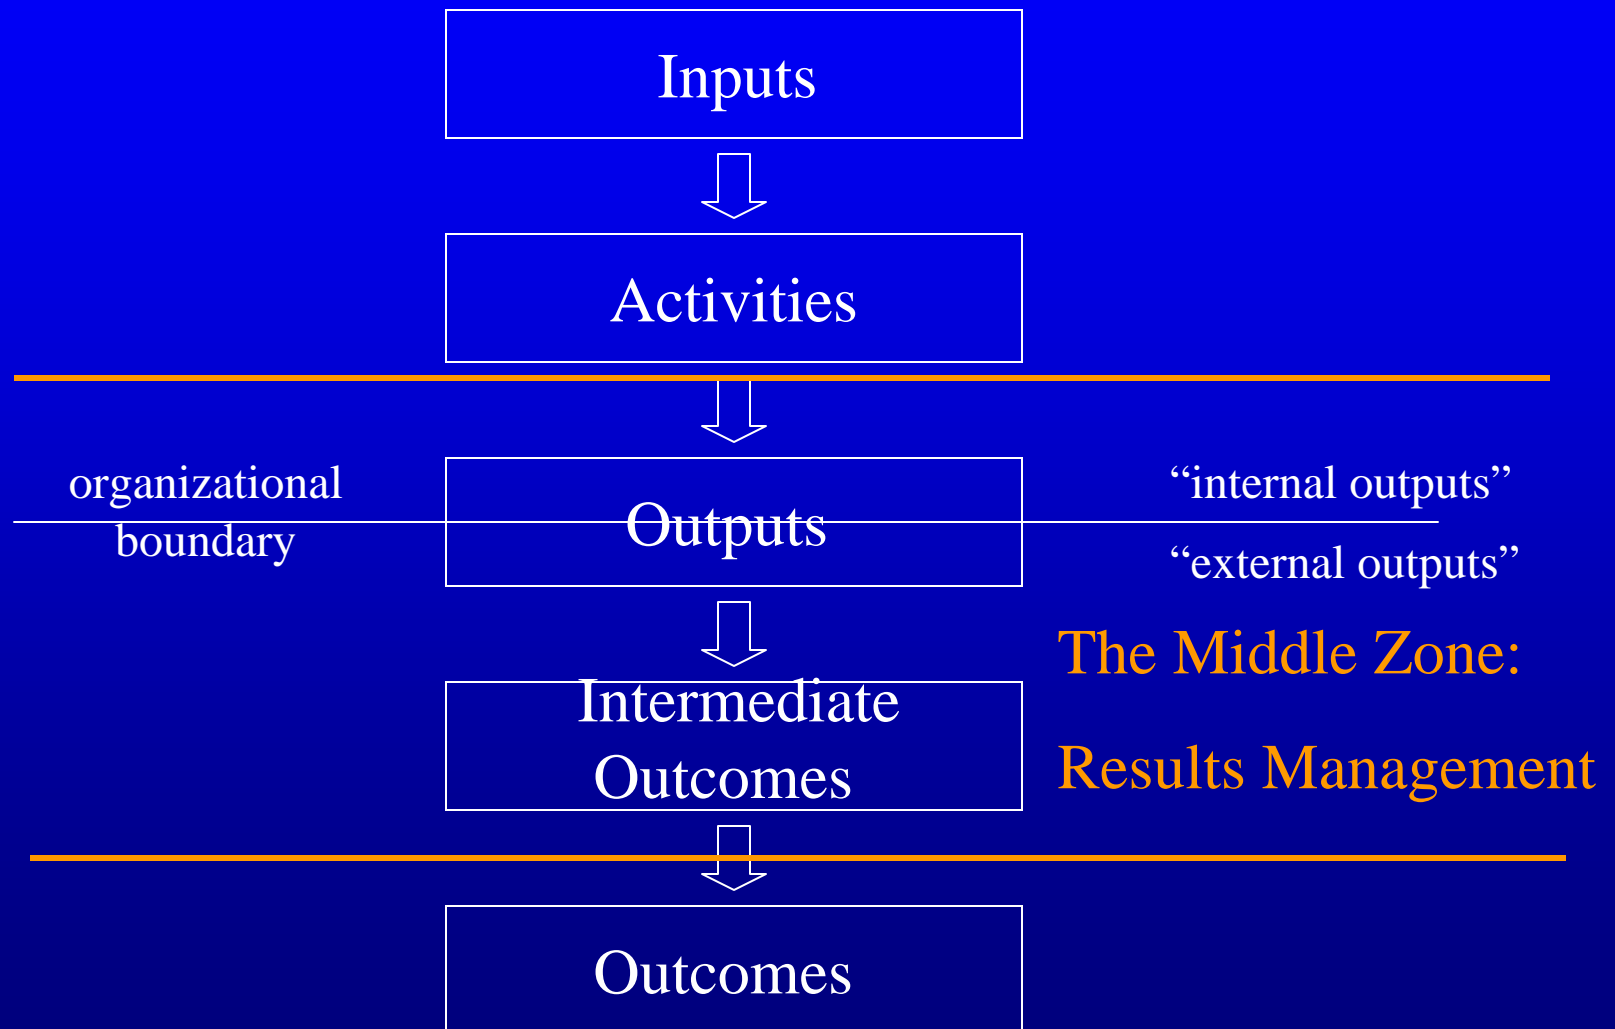 Inputs
Activities
organizational
boundary
Outputs
“internal outputs”
“external outputs”
The Middle Zone:
Results Management
Intermediate
Outcomes
Outcomes